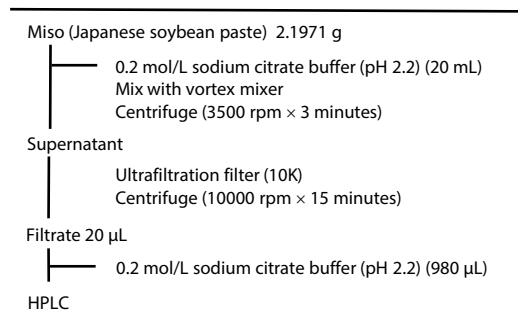 Miso (Japanese soybean paste) 2.1971 g
0.2 mol/L sodium citrate buffer (pH 2.2) (20 mL)
Mix with vortex mixer
Centrifuge (3500 rpm × 3 minutes)
Supernatant
Ultrafiltration filter (10K)
Centrifuge (10000 rpm × 15 minutes)
Filtrate 20 µL
0.2 mol/L sodium citrate buffer (pH 2.2) (980 µL)
HPLC